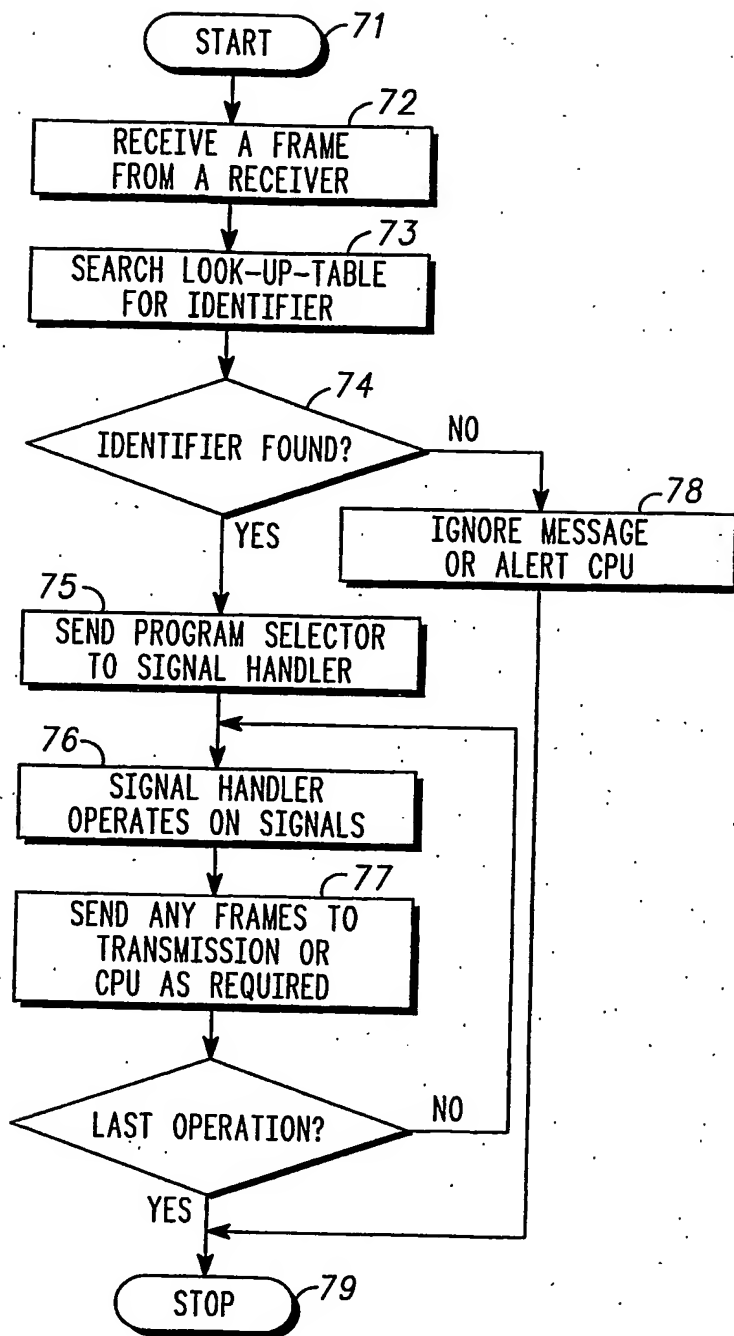 START
71
72
RECEIVE A FRAME
FROM A RECEIVER
73
SEARCH LOOK-UP-TABLE
FOR IDENTIFIER
74
IDENTIFIER FOUND?
NO
YES
78
IGNORE MESSAGE
OR ALERT CPU
75
SEND PROGRAM SELECTOR
TO SIGNAL HANDLER
76
SIGNAL HANDLER
OPERATES ON SIGNALS
77
SEND ANY FRAMES TO
TRANSMISSION OR
CPU AS REQUIRED
LAST OPERATION?
NO
YES
STOP
79